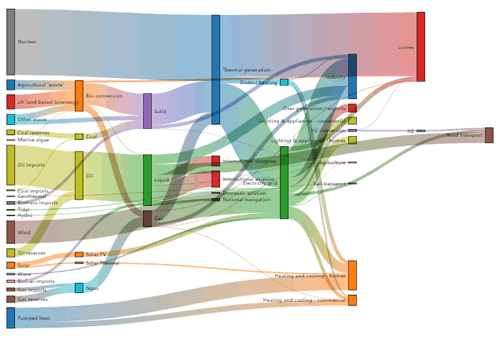 Nuclear
Thermal generation
Losses
Agricultural 'waste'
Bio-conversion
UK land based bioenergy
Other waste
Solid
District heating
Industry
Over generation / exports
Lighting & appliances - commercial
H2 conversion
H2
Lighting & appliances - homes
Road transport
Coal reserves
Coal
Marine algae
Oil imports
Oil
Liquid
International shipping
Agriculture
International aviation
Electricity grid
Rail transport
Domestic aviation
National navigation
Coal imports
Geothermal
Biomass imports
Tidal
Hydro
Gas
Wind
Oil reserves
Solar PV
Solar
Solar Thermal
Wave
Biofuel imports
Gas imports
Ngas
Gas reserves
Heating and cooling - homes
Heating and cooling - commercial
Pumped heat